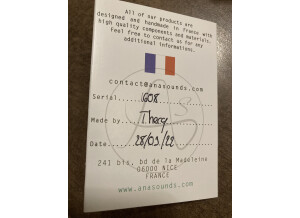 All of our products are
designed and handmade in france with
high quality components and materials.
Feel free to contact us for any
additional informations.
contact@anasounds.com
Serial 608
Made by Theey
Date 28/03/22
241 bis, bd de la Madeleine
06000 NICE
FRANCE
www.anasounds.com